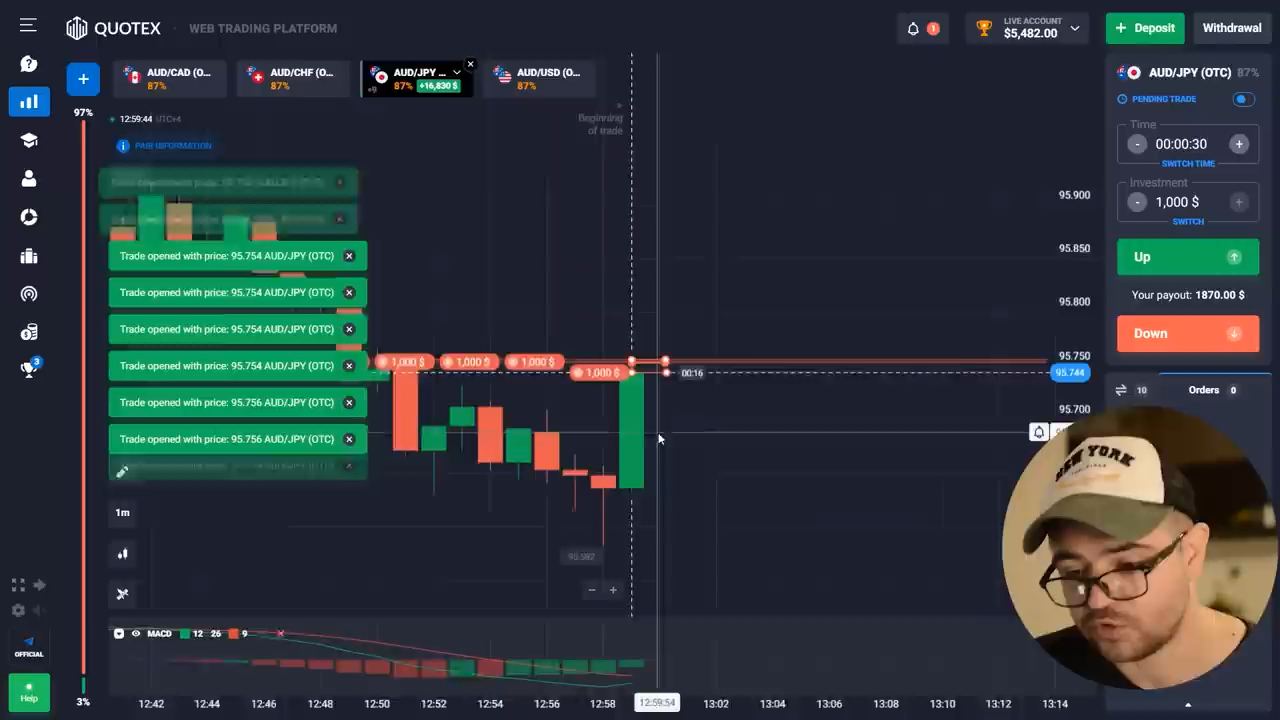 QUOTEX
WEB TRADING PLATFORM
1
LIVE ACCOUNT
$5,482.00
+ Deposit
Withdrawal
+
AUD/CAD (O...
87%
AUD/CHF (O...
87%
AUD/JPY ...
+9
87%
+16,830 $
AUD/USD (O...
87%
97%
12:59:44 UTC+4
PAIR INFORMATION
Beginning
of trade
Trade opened with price: 95.754 AUD/JPY (OTC)
Trade opened with price: 95.754 AUD/JPY (OTC)
Trade opened with price: 95.754 AUD/JPY (OTC)
Trade opened with price: 95.754 AUD/JPY (OTC)
Trade opened with price: 95.756 AUD/JPY (OTC)
Trade opened with price: 95.756 AUD/JPY (OTC)
1,000 $
1,000 $
1,000 $
1,000 $
00:16
95.900
95.850
95.800
95.750
95.744
95.700
1m
MACD 12 26 9
3%
12:42
12:44
12:46
12:48
12:50
12:52
12:54
12:56
12:58
12:59:54
13:02
13:04
13:06
13:08
13:10
13:12
13:14
AUD/JPY (OTC) 87%
PENDING TRADE
Time
- 00:00:30 +
SWITCH TIME
Investment
- 1,000 $ +
SWITCH
Up
Your payout: 1870.00 $
Down
10
Orders 0
3
OFFICIAL
Help
NEW YORK